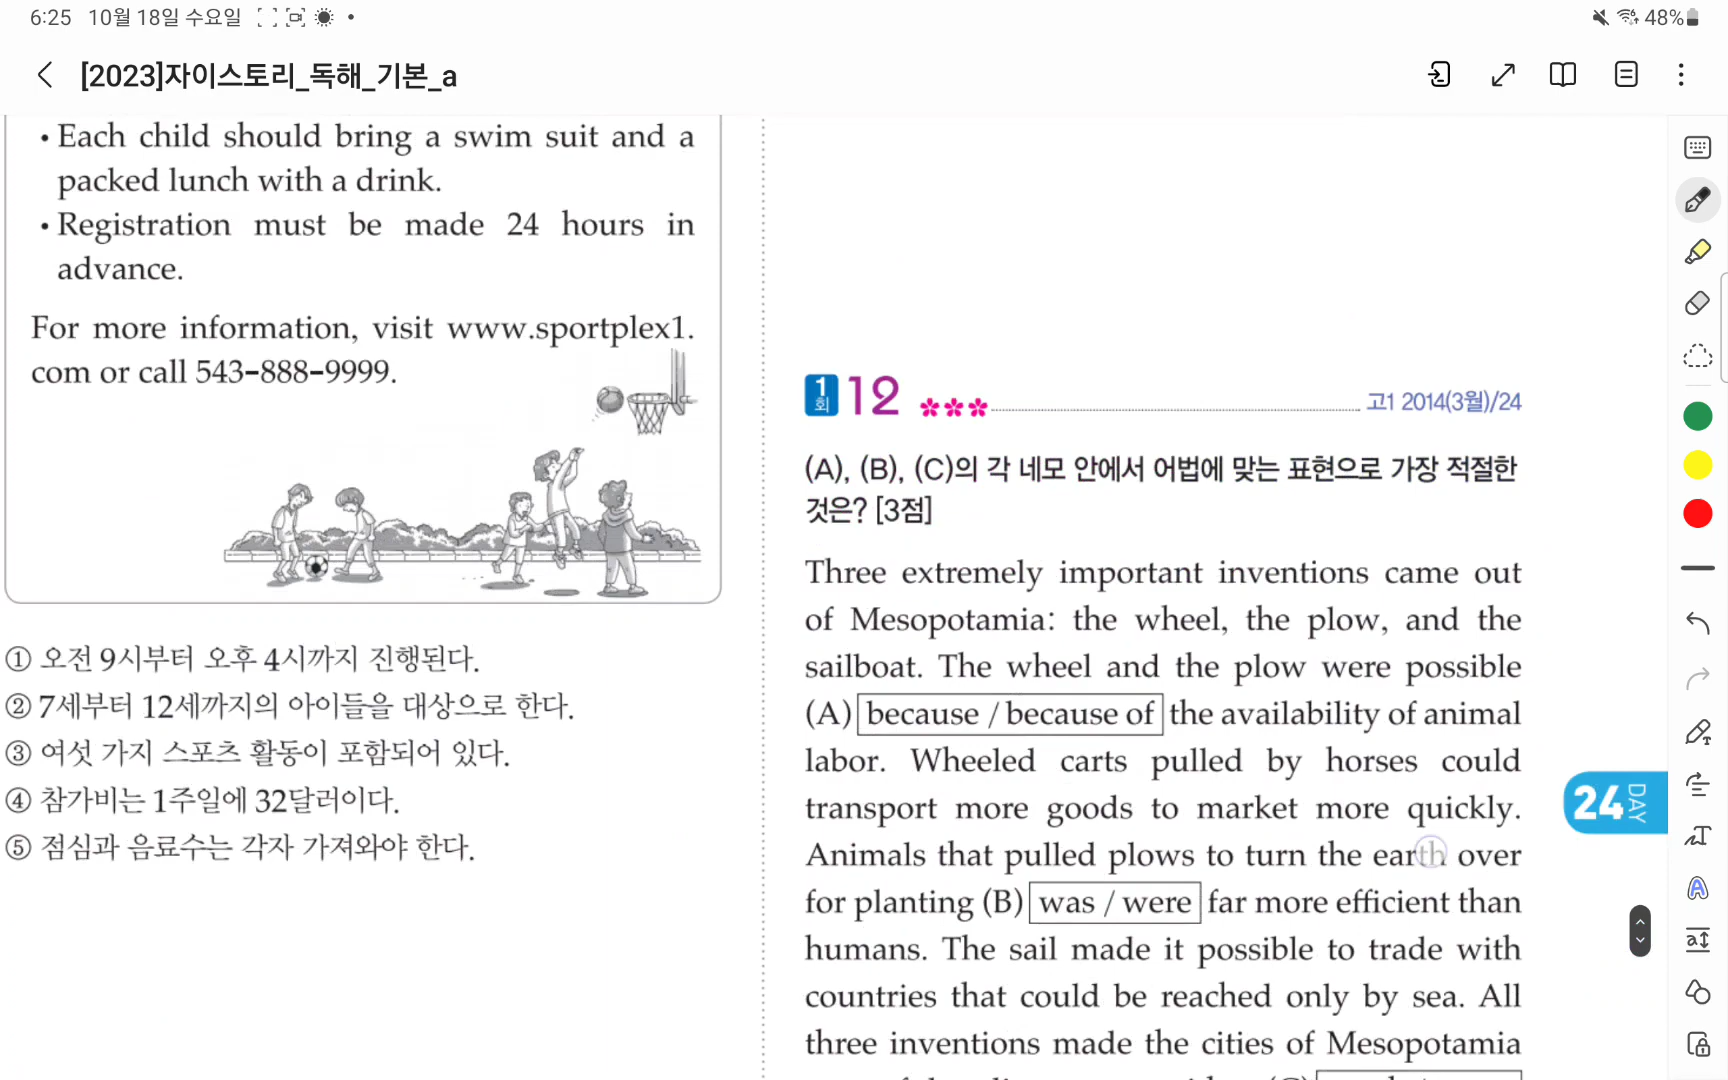 6:25 10월 18일 수요일
48%
[2023]자이스토리_독해_기본_a
• Each child should bring a swim suit and a
packed lunch with a drink.
• Registration must be made 24 hours in
advance.
For more information, visit www.sportplex1.
com or call 543-888-9999.
① 오전 9시부터 오후 4시까지 진행된다.
② 7세부터 12세까지의 아이들을 대상으로 한다.
③ 여섯 가지 스포츠 활동이 포함되어 있다.
④ 참가비는 1주일에 32달러이다.
⑤ 점심과 음료수는 각자 가져와야 한다.
1회 12 고1 2014(3월)/24
(A), (B), (C)의 각 네모 안에서 어법에 맞는 표현으로 가장 적절한
것은? [3점]
Three extremely important inventions came out
of Mesopotamia: the wheel, the plow, and the
sailboat. The wheel and the plow were possible
(A) because / because of the availability of animal
labor. Wheeled carts pulled by horses could
transport more goods to market more quickly.
Animals that pulled plows to turn the earth over
for planting (B) was / were far more efficient than
humans. The sail made it possible to trade with
countries that could be reached only by sea. All
three inventions made the cities of Mesopotamia
24 DAY